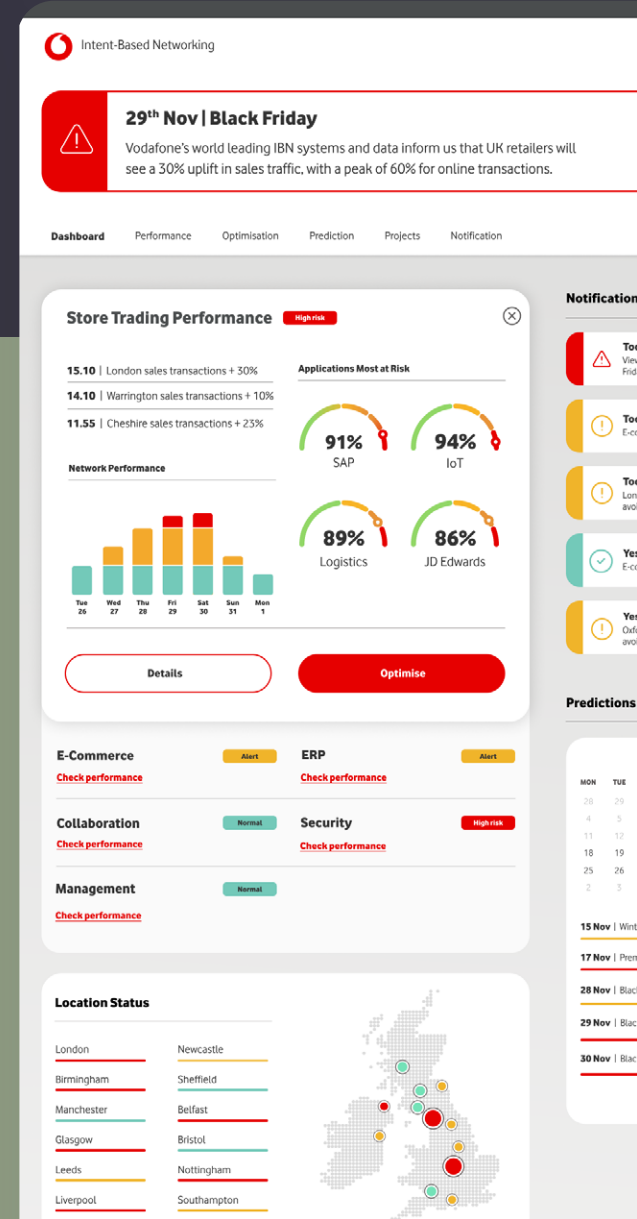 Intent-Based Networking
29th Nov | Black Friday
Vodafone's world leading IBN systems and data inform us that UK retailers will
see a 30% uplift in sales traffic, with a peak of 60% for online transactions.
Dashboard Performance Optimisation Prediction Projects Notification
Store Trading Performance High risk
15.10 | London sales transactions + 30%
14.10 | Warrington sales transactions + 10%
11.55 | Cheshire sales transactions + 23%
Network Performance
Tue Wed Thu Fri Sat Sun Mon
26 27 28 29 30 31 1
Applications Most at Risk
91% 94%
SAP IoT
89% 86%
Logistics JD Edwards
Details Optimise
E-Commerce Alert ERP Alert
Check performance Check performance
Collaboration Normal Security High risk
Check performance Check performance
Management Normal
Check performance
Location Status
London Newcastle
Birmingham Sheffield
Manchester Belfast
Glasgow Bristol
Leeds Nottingham
Liverpool Southampton
Notification
Predictions
MON TUE
28 29
4 5
11 12
18 19
25 26
2 3
15 Nov | Wint
17 Nov | Prem
28 Nov | Blac
29 Nov | Blac
30 Nov | Blac